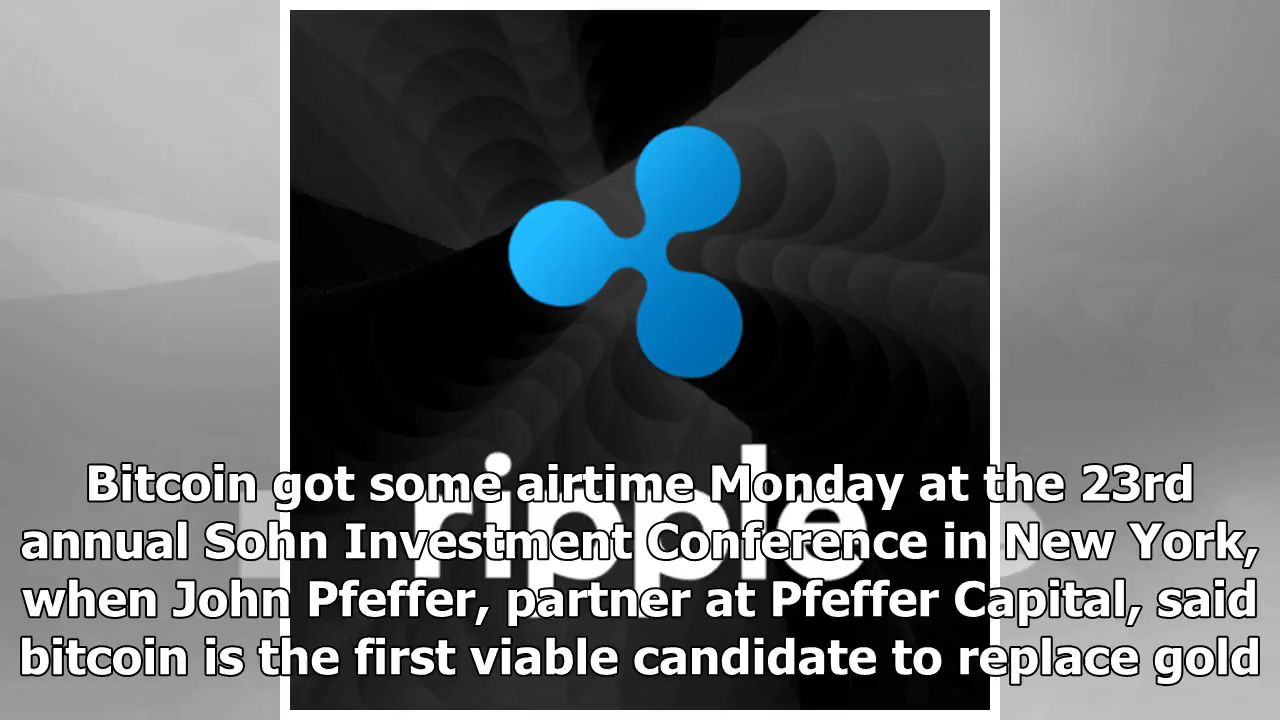 Bitcoin got some airtime Monday at the 23rd
annual Sohn Investment Conference in New York,
when John Pfeffer, partner at Pfeffer Capital, said
bitcoin is the first viable candidate to replace gold
ripple